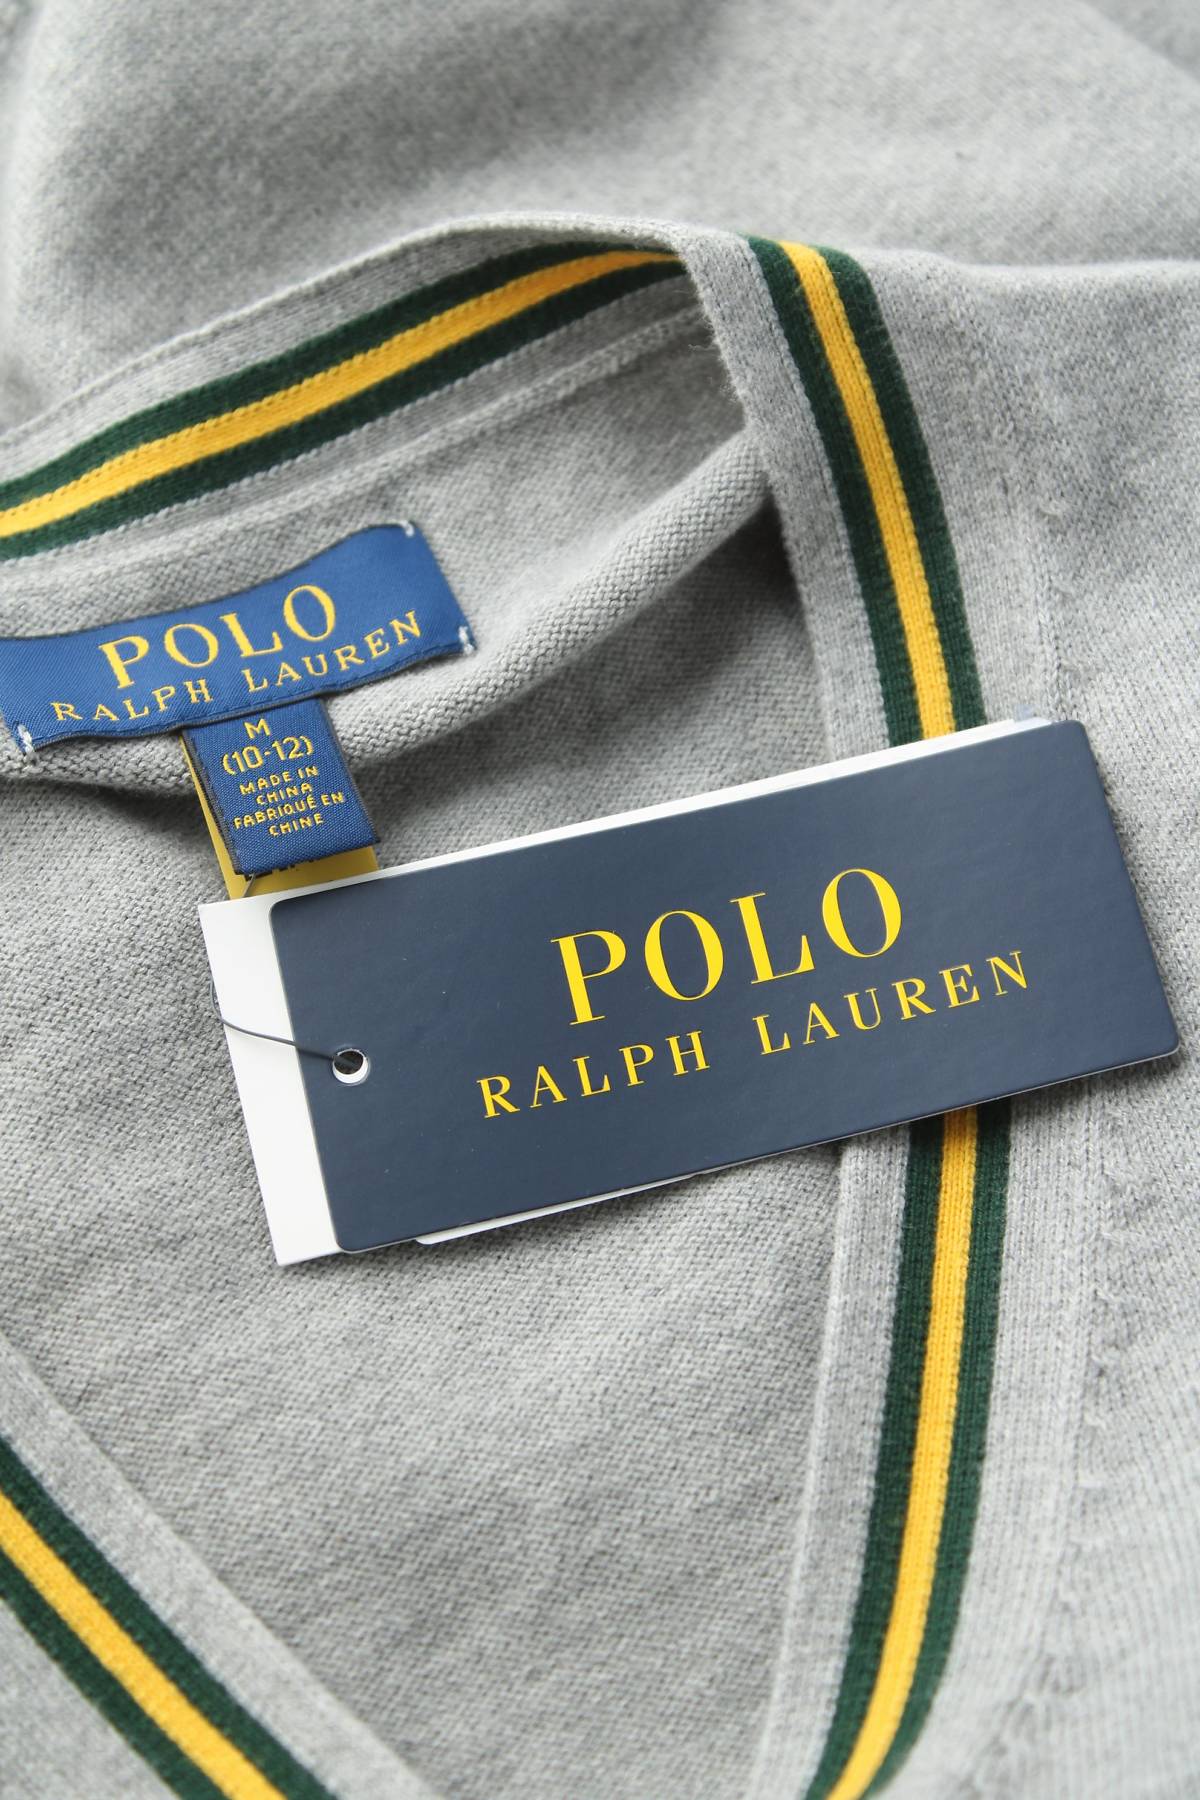 POLO
RALPH LAUREN
M
(10-12)
MADE IN
CHINA
FABRIQUÉ EN
CHINE
POLO
RALPH LAUREN